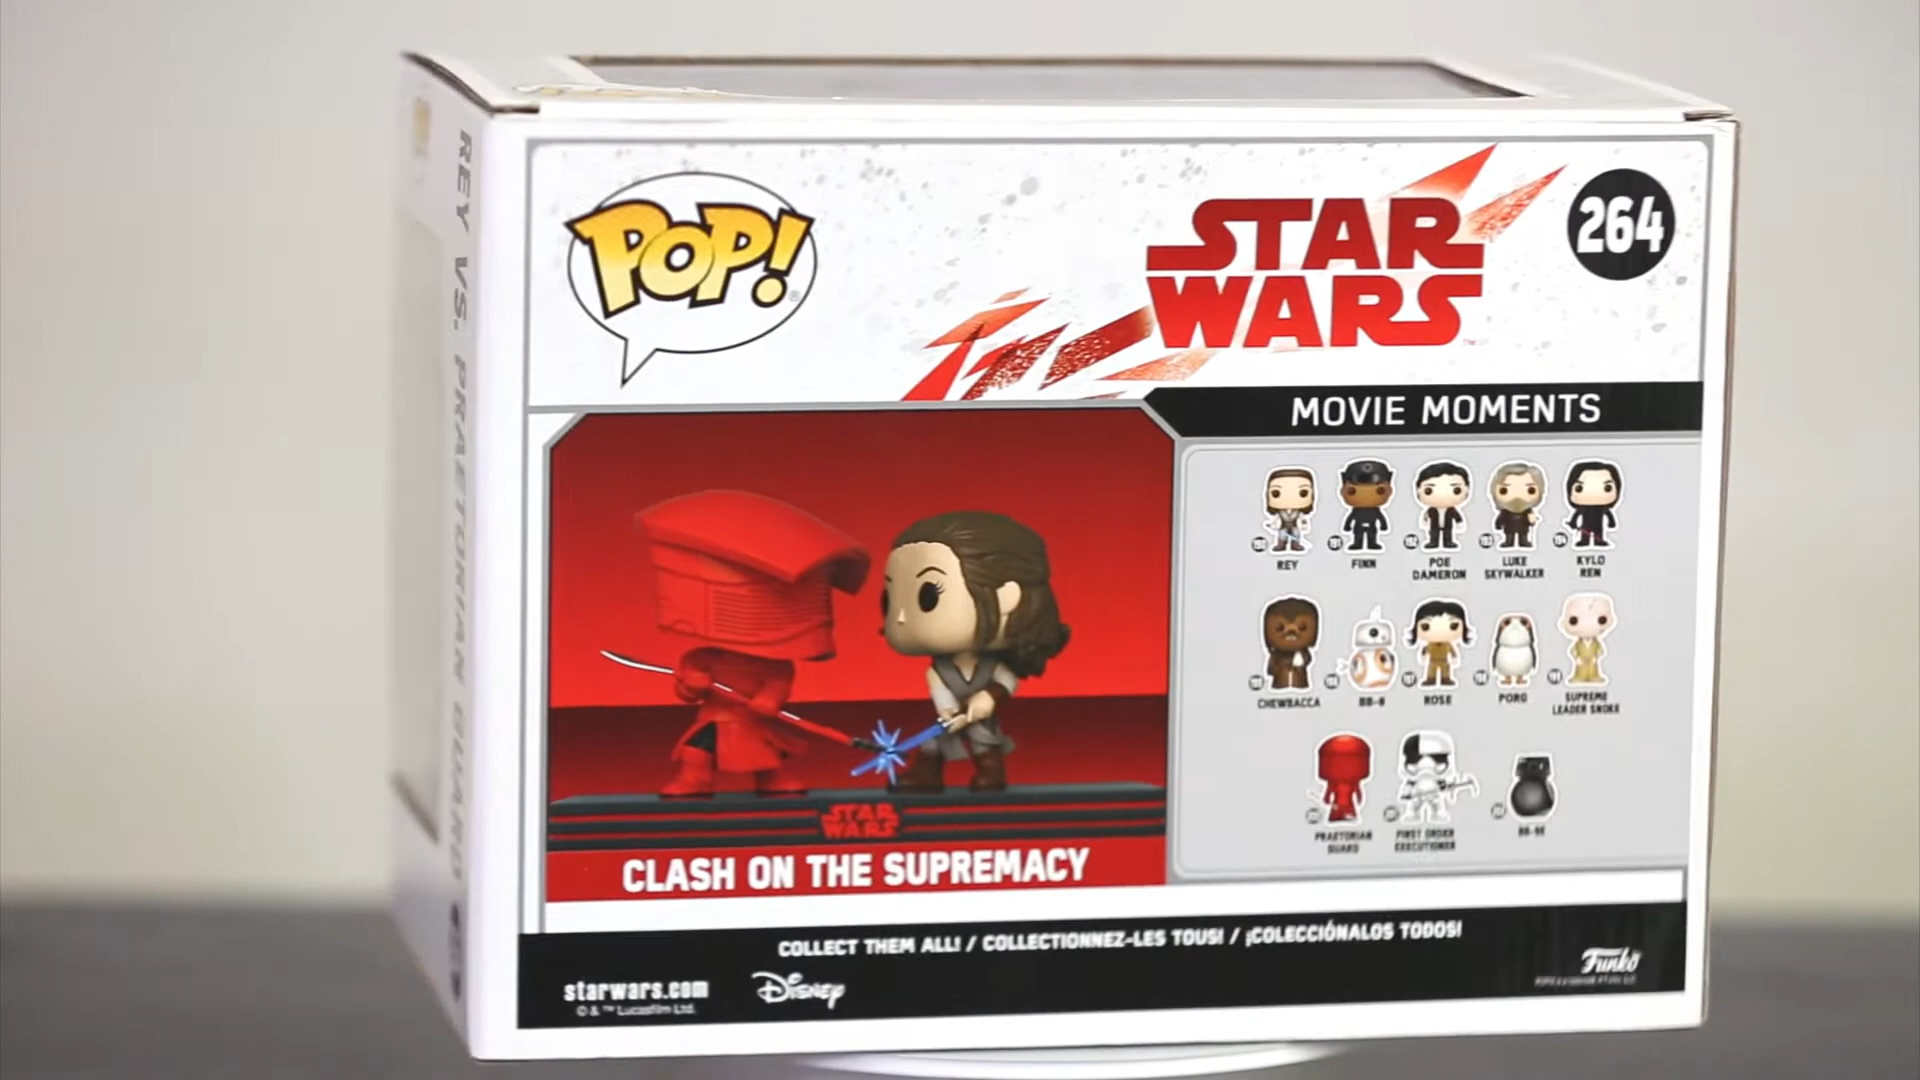 REY VS. PRAETORIAN GUARD
POP!
STAR
WARS
264
MOVIE MOMENTS
REY
FINN
POE
DAMERON
LUKE
SKYWALKER
KYLO
REN
CHEWBACCA
BB-8
ROSE
PORG
SUPREME
LEADER SNOKE
PRAETORIAN
GUARD
FIRST ORDER
EXECUTIONER
BB-9E
STAR
WARS
CLASH ON THE SUPREMACY
COLLECT THEM ALL! / COLLECTIONNEZ-LES TOUS! / ¡COLECCIÓNALOS TODOS!
starwars.com
© & ™ Lucasfilm Ltd.
Disney
Funko